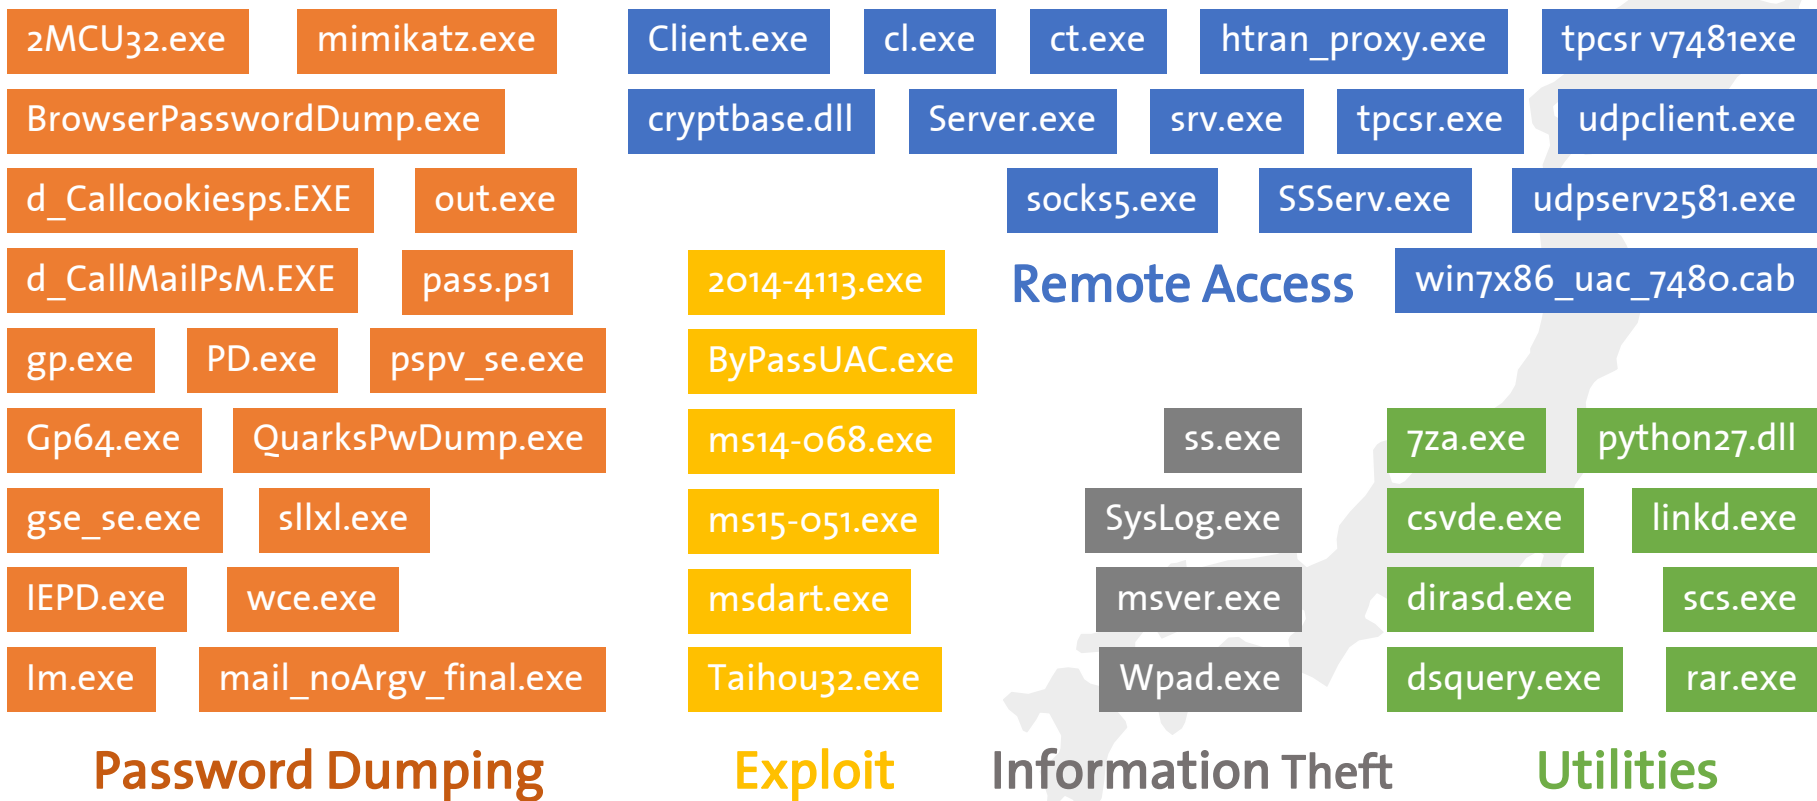 2MCU32.exe mimikatz.exe
BrowserPasswordDump.exe
d_Callcookiesps.EXE out.exe
d_CallMailPsM.EXE pass.ps1
gp.exe PD.exe pspv_se.exe
Gp64.exe QuarksPwDump.exe
gse_se.exe sllxl.exe
IEPD.exe wce.exe
Im.exe mail_noArgv_final.exe
Password Dumping
Client.exe cl.exe ct.exe htran_proxy.exe tpcsr v7481exe
cryptbase.dll Server.exe srv.exe tpcsr.exe udpclient.exe
socks5.exe SSServ.exe udpserv2581.exe
Remote Access win7x86_uac_7480.cab
2014-4113.exe
ByPassUAC.exe
ms14-068.exe
ms15-051.exe
msdart.exe
Taihou32.exe
Exploit
ss.exe
SysLog.exe
msver.exe
Wpad.exe
Information Theft
7za.exe python27.dll
csvde.exe linkd.exe
dirasd.exe scs.exe
dsquery.exe rar.exe
Utilities